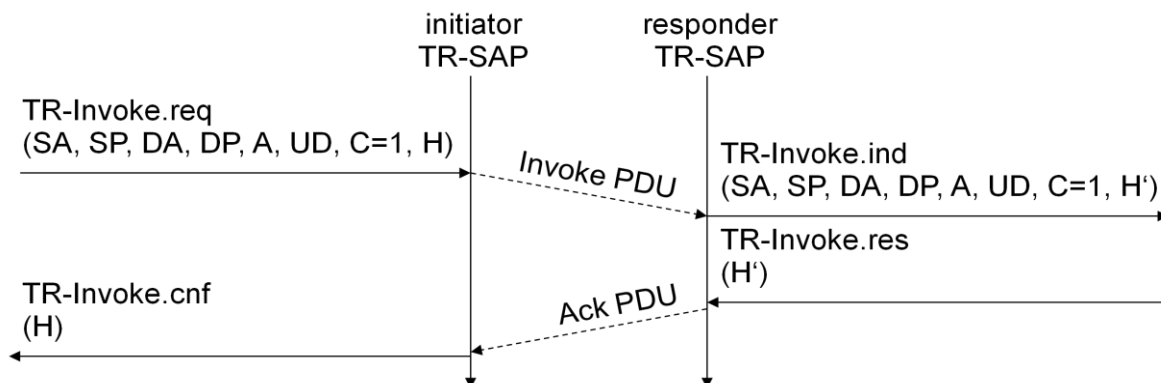 initiator
TR-SAP
responder
TR-SAP
TR-Invoke.req
(SA, SP, DA, DP, A, UD, C=1, H)
Invoke PDU
TR-Invoke.ind
(SA, SP, DA, DP, A, UD, C=1, H‘)
TR-Invoke.res
(H‘)
Ack PDU
TR-Invoke.cnf
(H)